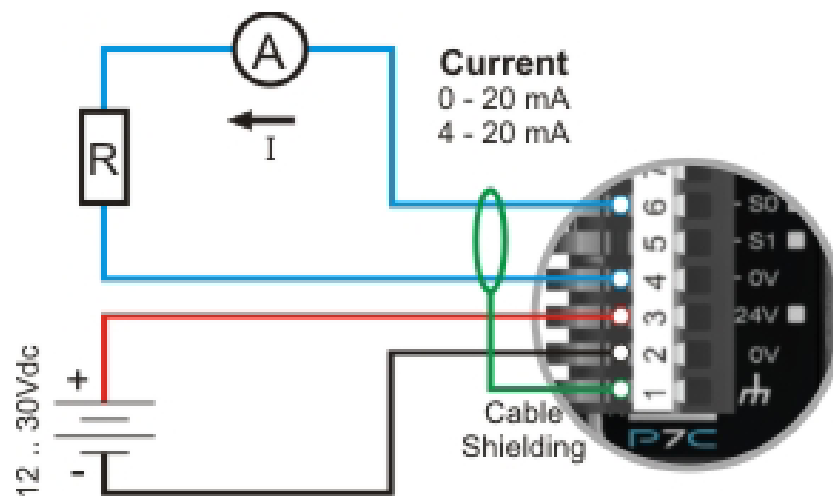 A
I
R
Current
0 - 20 mA
4 - 20 mA
6 - S0
5 - S1
4 - 0V
3 24V
2 0V
1
12 .. 30Vdc
+
-
Cable
Shielding
P7C